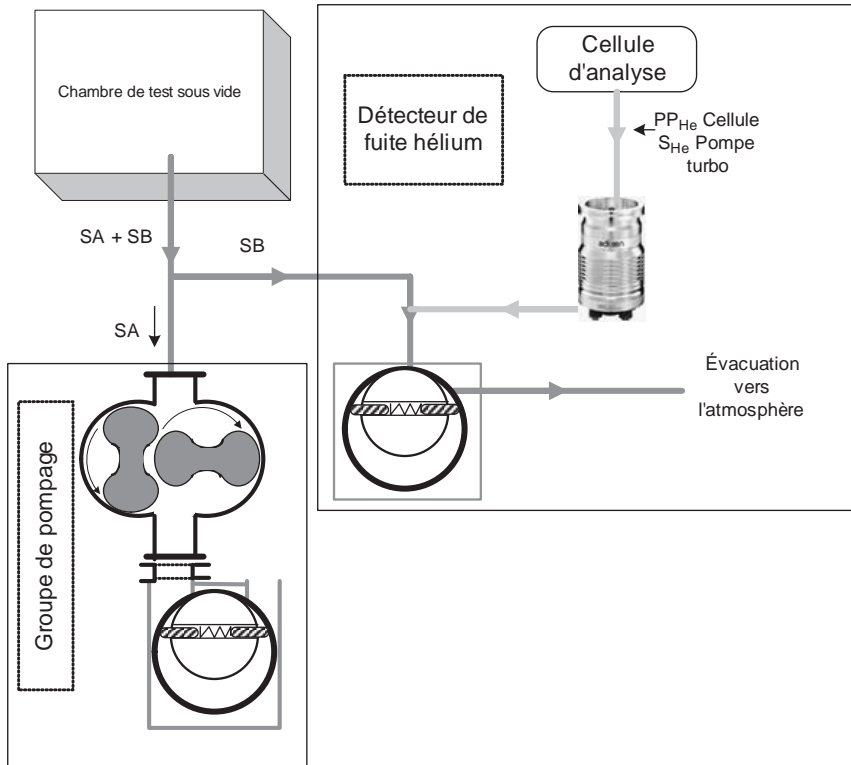 Chambre de test sous vide
Cellule
d'analyse
Détecteur de
fuite hélium
PPHe Cellule
SHe Pompe
turbo
adixen
SA + SB
SB
SA
Évacuation
vers
l'atmosphère
Groupe de pompage